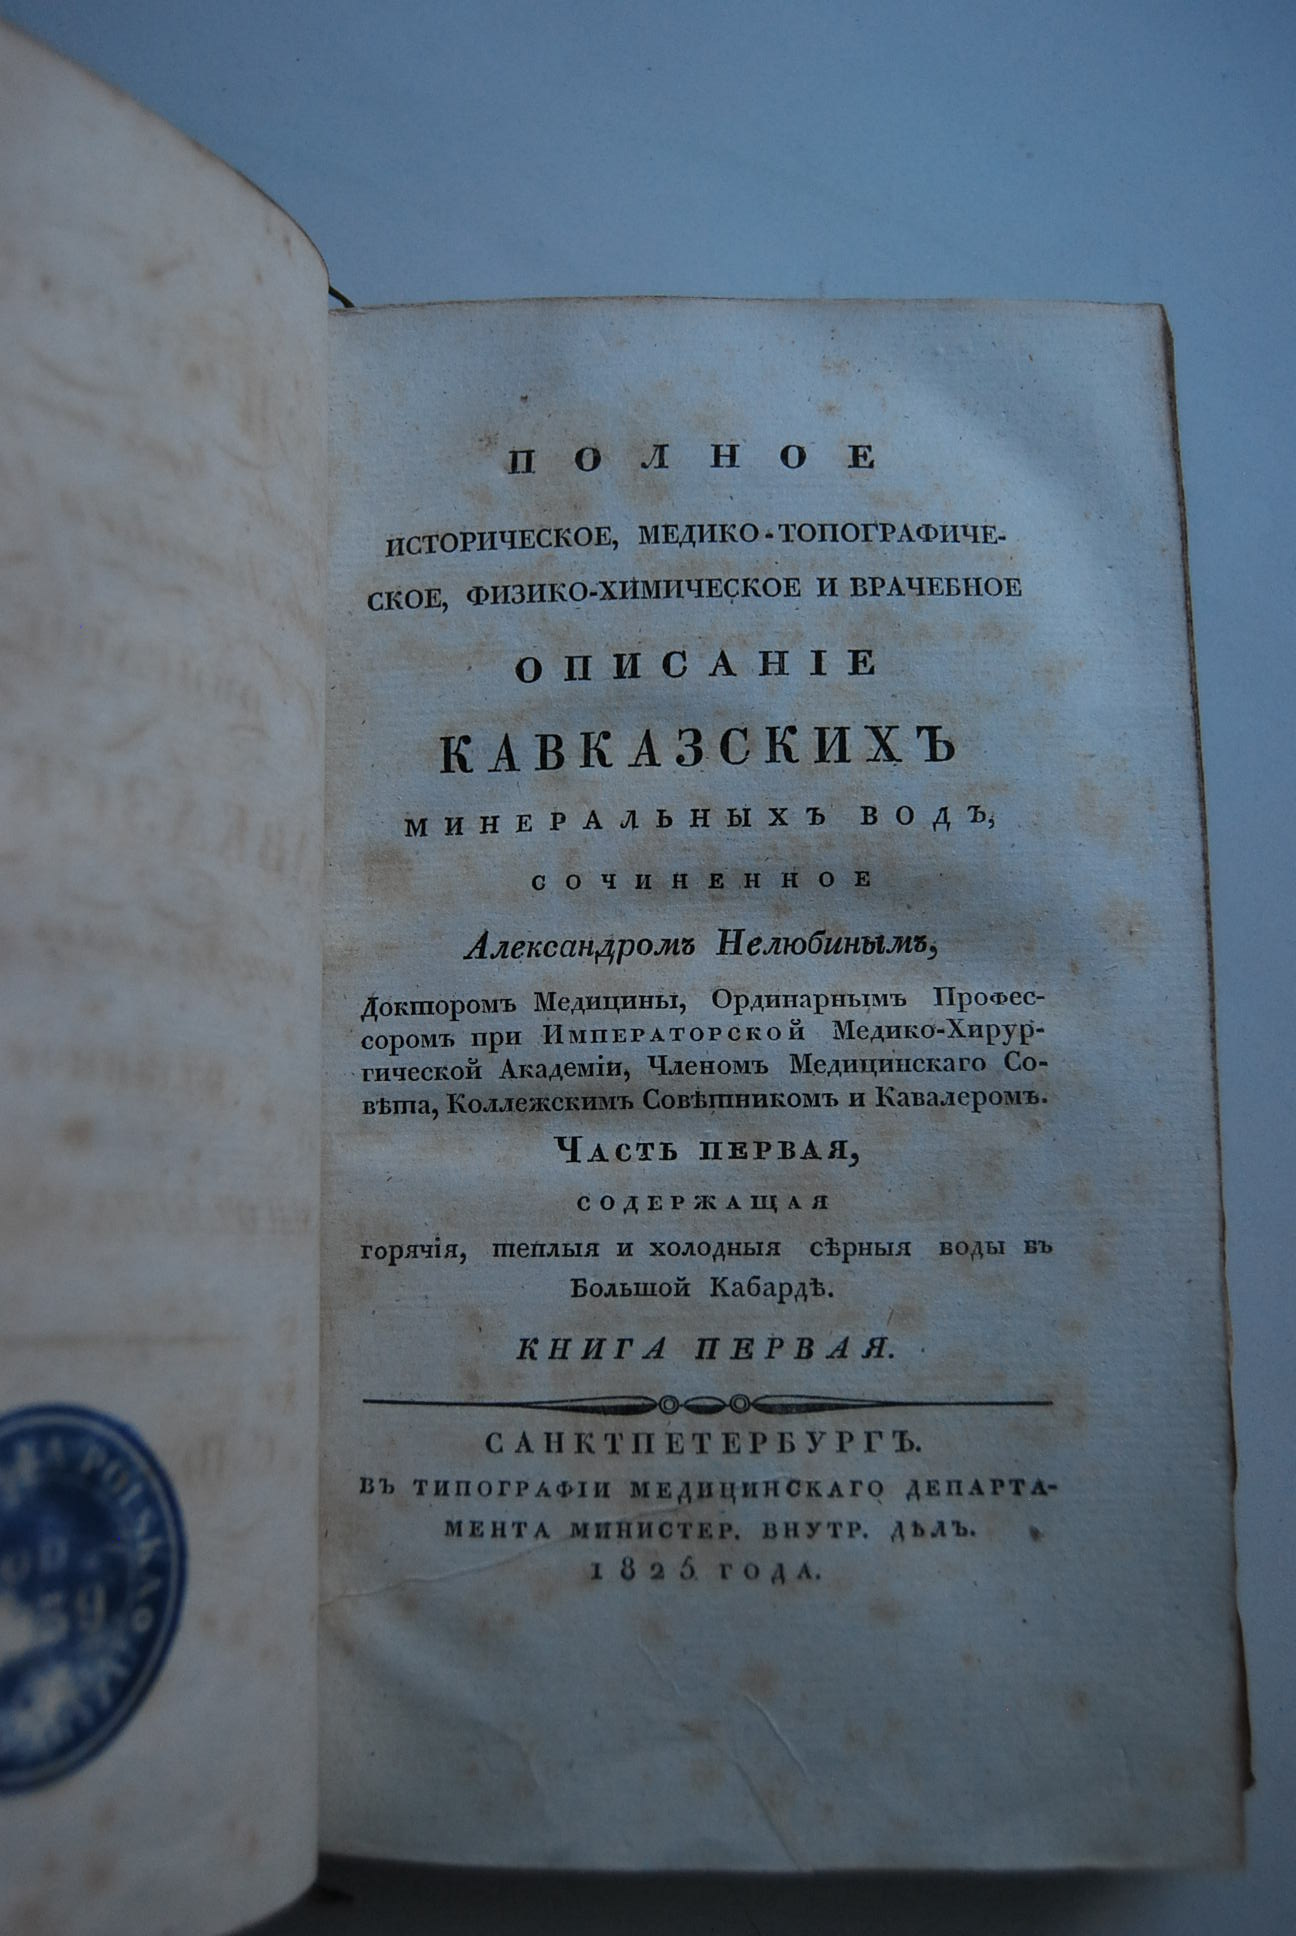 ПОЛНОЕ
ИСТОРИЧЕСКОЕ, МЕДИКО-ТОПОГРАФИЧЕ-
СКОЕ, ФИЗИКО-ХИМИЧЕСКОЕ И ВРАЧЕБНОЕ
ОПИСАНІЕ
КАВКАЗСКИХЪ
МИНЕРАЛЬНЫХЪ ВОДЪ,
СОЧИНЕННОЕ
Александромъ Нелюбинымъ,
Докторомъ Медицины, Ординарнымъ Профес-
соромъ при ИМПЕРАТОРСКОЙ Медико-Хирур-
гической Академіи, Членомъ Медицинскаго Со-
вѣта, Коллежскимъ Совѣтникомъ и Кавалеромъ.
ЧАСТЬ ПЕРВАЯ,
СОДЕРЖАЩАЯ
горячія, теплыя и холодныя сѣрныя воды въ
Большой Кабардѣ.
КНИГА ПЕРВАЯ.
САНКТПЕТЕРБУРГЪ.
ВЪ ТИПОГРАФІИ МЕДИЦИНСКАГО ДЕПАРТА-
МЕНТА МИНИСТЕР. ВНУТР. ДѢЛЪ.
1825 ГОДА.
POLSKA
59